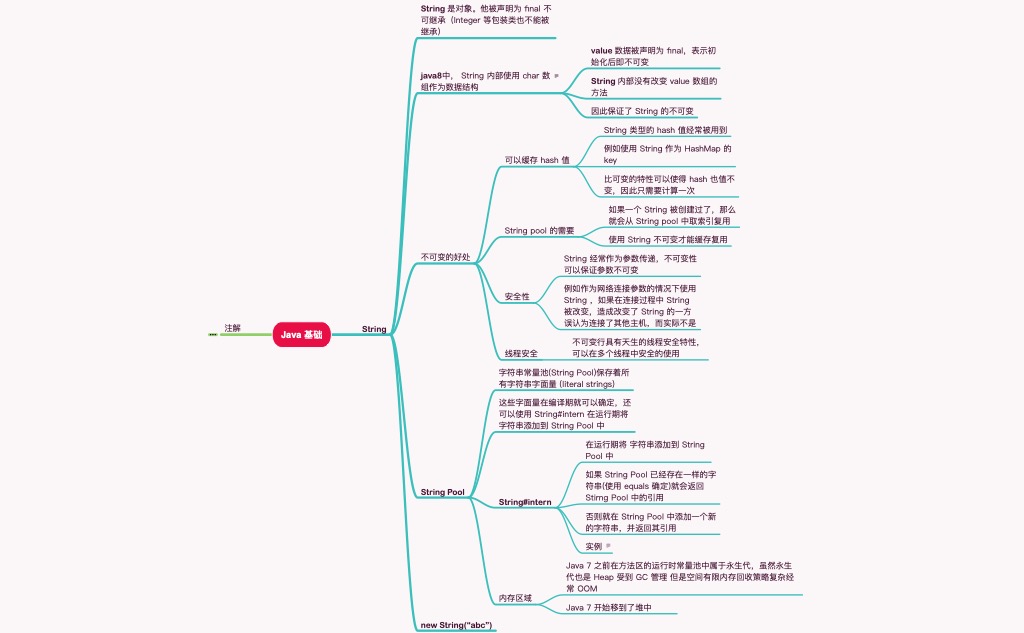 String 是对象。他被声明为 final 不
可继承（Integer 等包装类也不能被
继承）
java8中， String 内部使用 char 数
组作为数据结构
value 数据被声明为 final，表示初
始化后即不可变
String 内部没有改变 value 数组的
方法
因此保证了 String 的不可变
不可变的好处
可以缓存 hash 值
String 类型的 hash 值经常被用到
例如使用 String 作为 HashMap 的
key
比可变的特性可以使得 hash 也值不
变，因此只需要计算一次
String pool 的需要
如果一个 String 被创建过了，那么
就会从 String pool 中取索引复用
使用 String 不可变才能缓存复用
安全性
String 经常作为参数传递，不可变性
可以保证参数不可变
例如作为网络连接参数的情况下使用
String ，如果在连接过程中 String
被改变，造成改变了 String 的一方
误认为连接了其他主机，而实际不是
线程安全
不可变行具有天生的线程安全特性，
可以在多个线程中安全的使用
注解
Java 基础
String
String Pool
字符串常量池(String Pool)保存着所
有字符串字面量 (literal strings)
这些字面量在编译期就可以确定，还
可以使用 String#intern 在运行期将
字符串添加到 String Pool 中
String#intern
在运行期将 字符串添加到 String
Pool 中
如果 String Pool 已经存在一样的字
符串(使用 equals 确定)就会返回
Stirng Pool 中的引用
否则就在 String Pool 中添加一个新
的字符串，并返回其引用
实例
内存区域
Java 7 之前在方法区的运行时常量池中属于永生代，虽然永生
代也是 Heap 受到 GC 管理 但是空间有限内存回收策略复杂经
常 OOM
Java 7 开始移到了堆中
new String("abc")